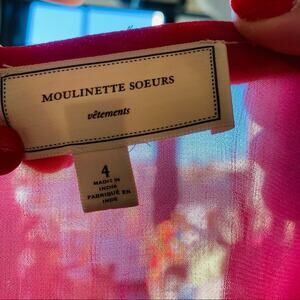 MOULINETTE SOEURS
vêtements
4
MADE IN
INDIA
FABRIQUÉ EN
INDE